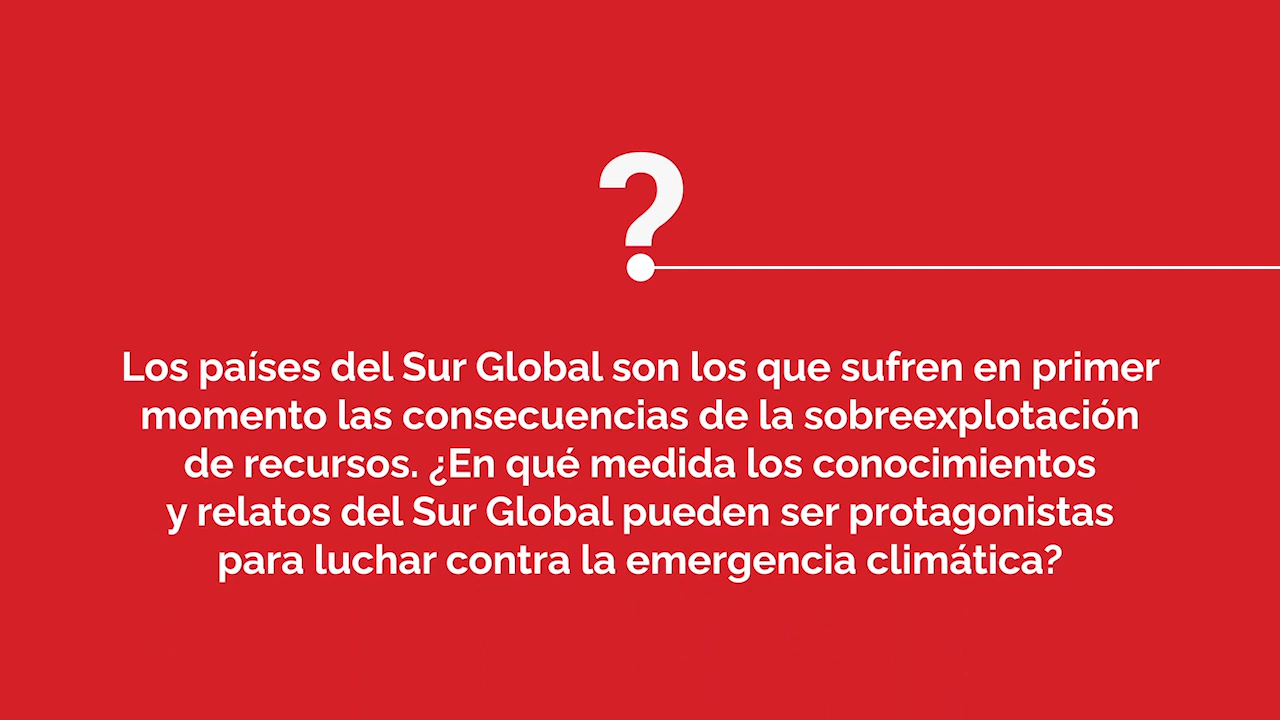 ?
Los países del Sur Global son los que sufren en primer
momento las consecuencias de la sobreexplotación
de recursos. ¿En qué medida los conocimientos
y relatos del Sur Global pueden ser protagonistas
para luchar contra la emergencia climática?